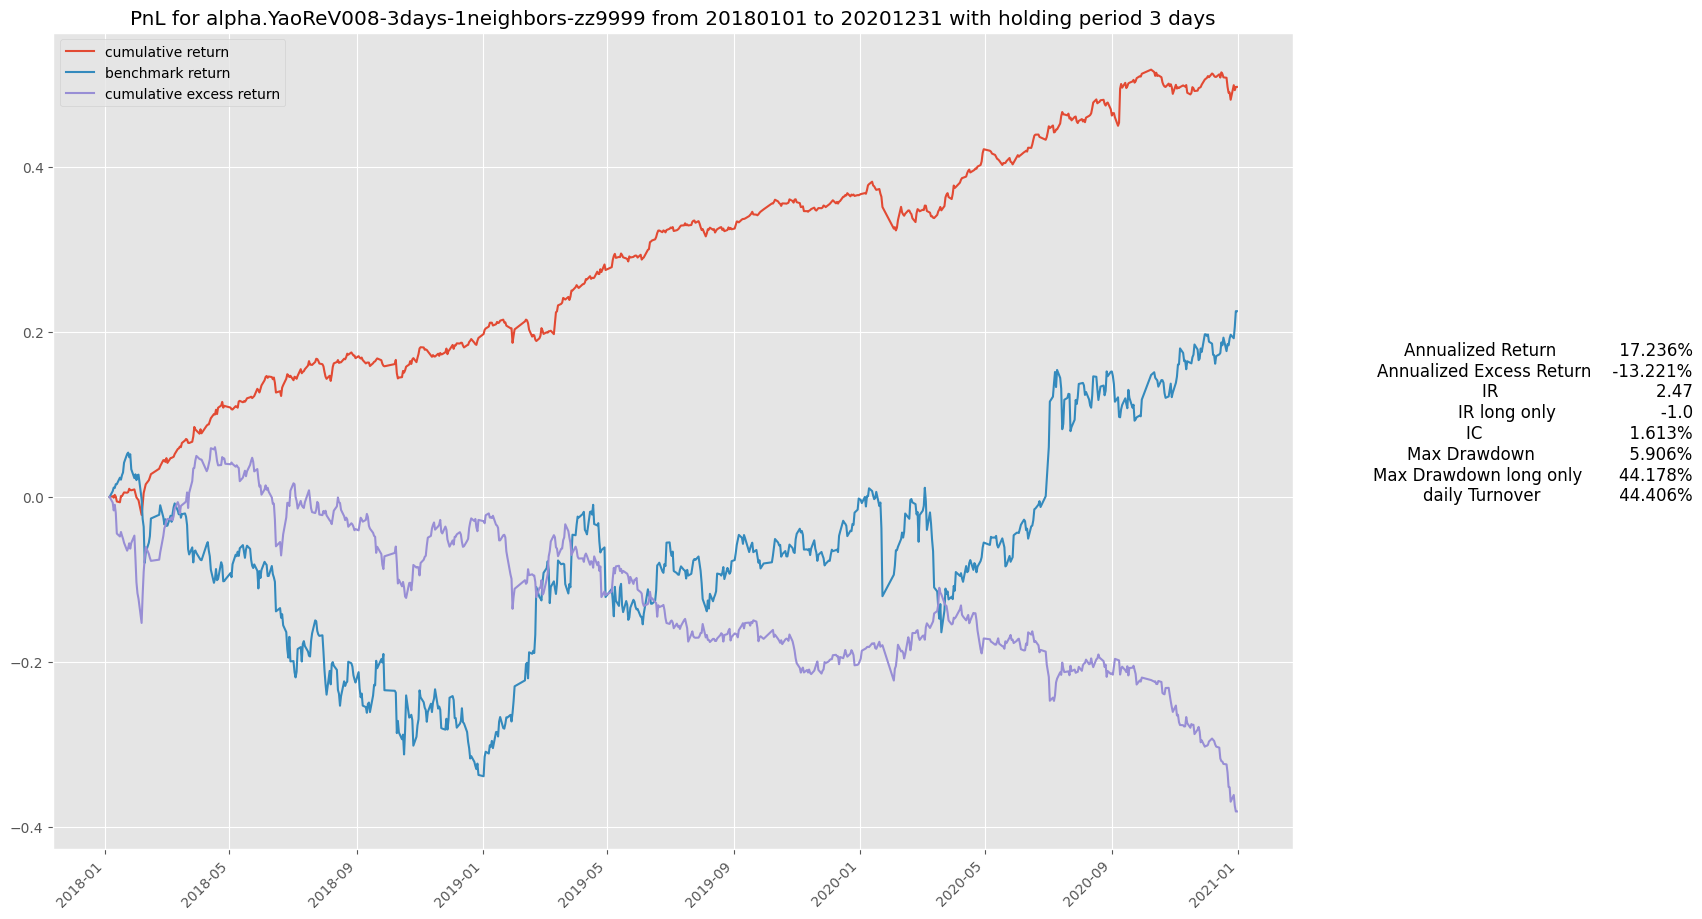 PnL for alpha.YaoReV008-3days-1neighbors-zz9999 from 20180101 to 20201231 with holding period 3 days
cumulative return
benchmark return
cumulative excess return
0.4
0.2
0.0
−0.2
−0.4
2018-01
2018-05
2018-09
2019-01
2019-05
2019-09
2020-01
2020-05
2020-09
2021-01
Annualized Return 17.236%
Annualized Excess Return -13.221%
IR 2.47
IR long only -1.0
IC 1.613%
Max Drawdown 5.906%
Max Drawdown long only 44.178%
daily Turnover 44.406%